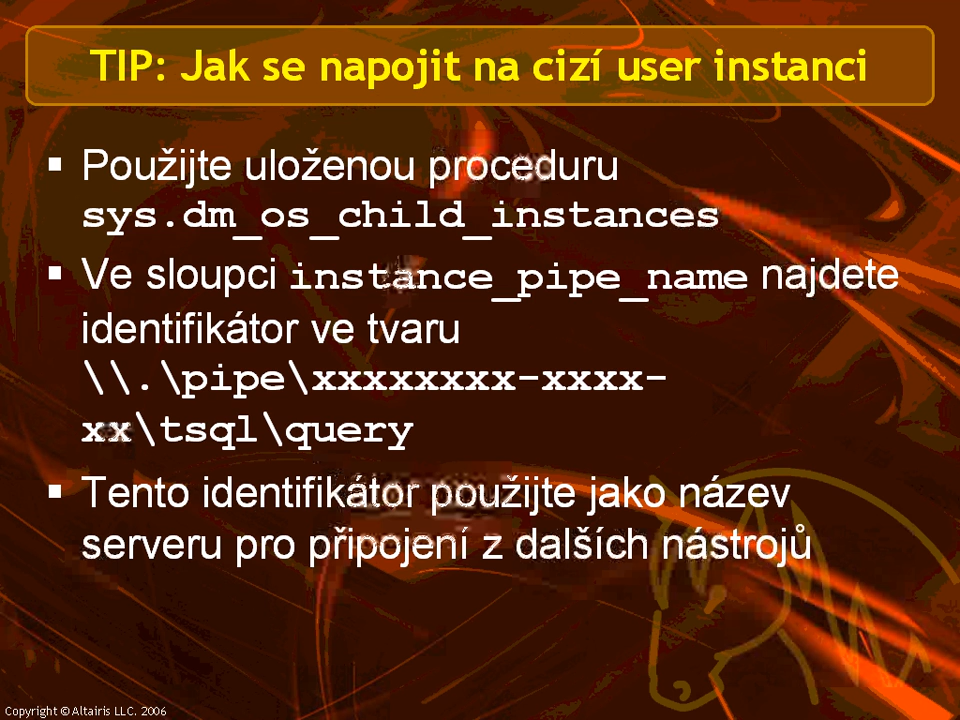 TIP: Jak se napojit na cizí user instanci
▪ Použijte uloženou proceduru
sys.dm_os_child_instances
▪ Ve sloupci instance_pipe_name najdete
identifikátor ve tvaru
\\.\pipe\xxxxxxxx-xxxx-
xx\tsql\query
▪ Tento identifikátor použijte jako název
serveru pro připojení z dalších nástrojů
Copyright © Altairis LLC. 2006